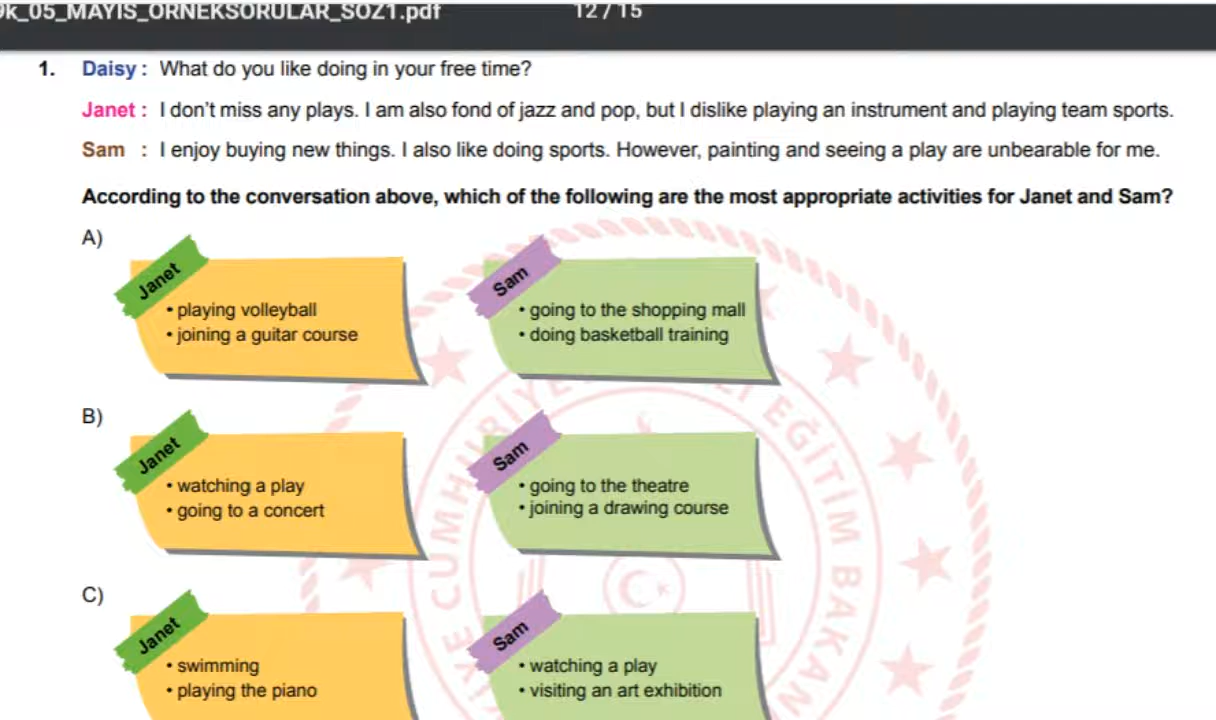 9k_05_MAYIS_ORNEKSORULAR_SOZ1.pdf 12 / 15
1. Daisy : What do you like doing in your free time?
Janet : I don't miss any plays. I am also fond of jazz and pop, but I dislike playing an instrument and playing team sports.
Sam : I enjoy buying new things. I also like doing sports. However, painting and seeing a play are unbearable for me.
According to the conversation above, which of the following are the most appropriate activities for Janet and Sam?
A)
Janet
• playing volleyball
• joining a guitar course
Sam
• going to the shopping mall
• doing basketball training
B)
Janet
• watching a play
• going to a concert
Sam
• going to the theatre
• joining a drawing course
C)
Janet
• swimming
• playing the piano
Sam
• watching a play
• visiting an art exhibition